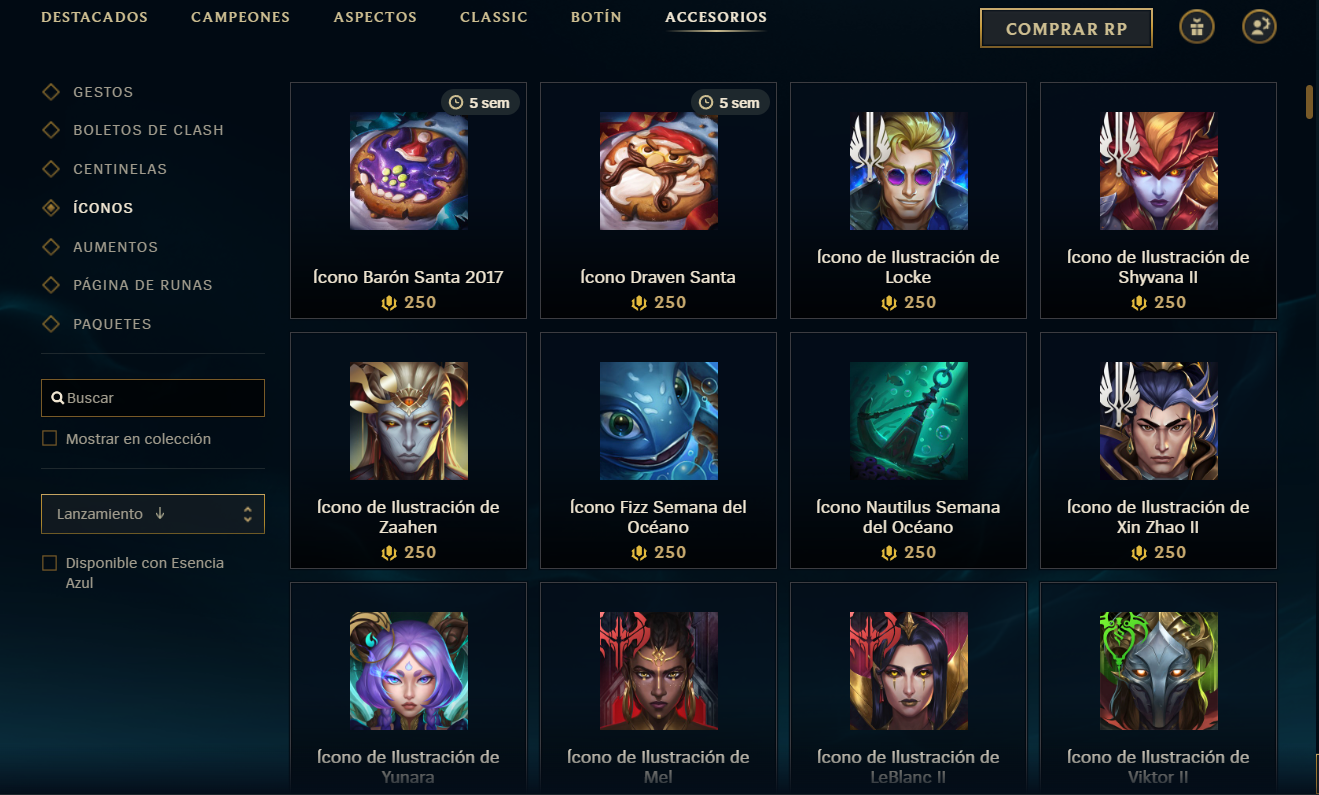 DESTACADOS
CAMPEONES
ASPECTOS
CLASSIC
BOTÍN
ACCESORIOS
COMPRAR RP
GESTOS
BOLETOS DE CLASH
CENTINELAS
ÍCONOS
AUMENTOS
PÁGINA DE RUNAS
PAQUETES
Buscar
Mostrar en colección
Lanzamiento ↓
Disponible con Esencia
Azul
5 sem
Ícono Barón Santa 2017
250
5 sem
Ícono Draven Santa
250
Ícono de Ilustración de
Locke
250
Ícono de Ilustración de
Shyvana II
250
Ícono de Ilustración de
Zaahen
250
Ícono Fizz Semana del
Océano
250
Ícono Nautilus Semana
del Océano
250
Ícono de Ilustración de
Xin Zhao II
250
Ícono de Ilustración de
Yunara
Ícono de Ilustración de
Mel
Ícono de Ilustración de
LeBlanc II
Ícono de Ilustración de
Viktor II